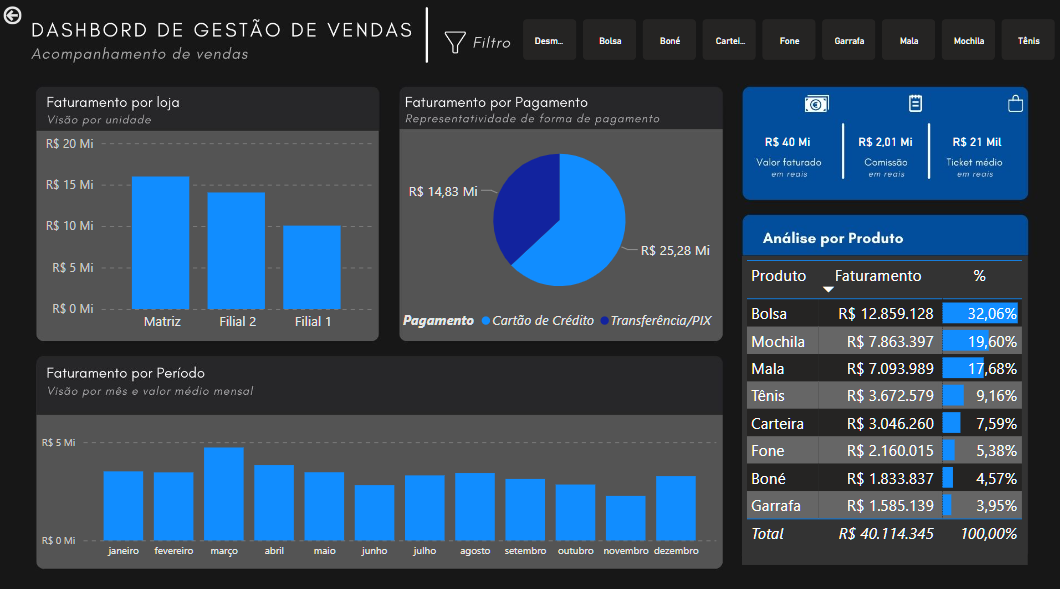 DASHBORD DE GESTÃO DE VENDAS
Acompanhamento de vendas
Filtro
Desm...
Bolsa
Boné
Cartei...
Fone
Garrafa
Mala
Mochila
Tênis
Faturamento por loja
Visão por unidade
R$ 20 Mi
R$ 15 Mi
R$ 10 Mi
R$ 5 Mi
R$ 0 Mi
Matriz Filial 2 Filial 1
Faturamento por Pagamento
Representatividade de forma de pagamento
R$ 14,83 Mi
R$ 25,28 Mi
Pagamento Cartão de Crédito Transferência/PIX
R$ 40 Mi
Valor faturado
em reais
R$ 2,01 Mi
Comissão
em reais
R$ 21 Mil
Ticket médio
em reais
Faturamento por Período
Visão por mês e valor médio mensal
R$ 5 Mi
R$ 0 Mi
janeiro fevereiro março abril maio junho julho agosto setembro outubro novembro dezembro
Análise por Produto
Produto Faturamento %
Bolsa R$ 12.859.128 32,06%
Mochila R$ 7.863.397 19,60%
Mala R$ 7.093.989 17,68%
Tênis R$ 3.672.579 9,16%
Carteira R$ 3.046.260 7,59%
Fone R$ 2.160.015 5,38%
Boné R$ 1.833.837 4,57%
Garrafa R$ 1.585.139 3,95%
Total R$ 40.114.345 100,00%